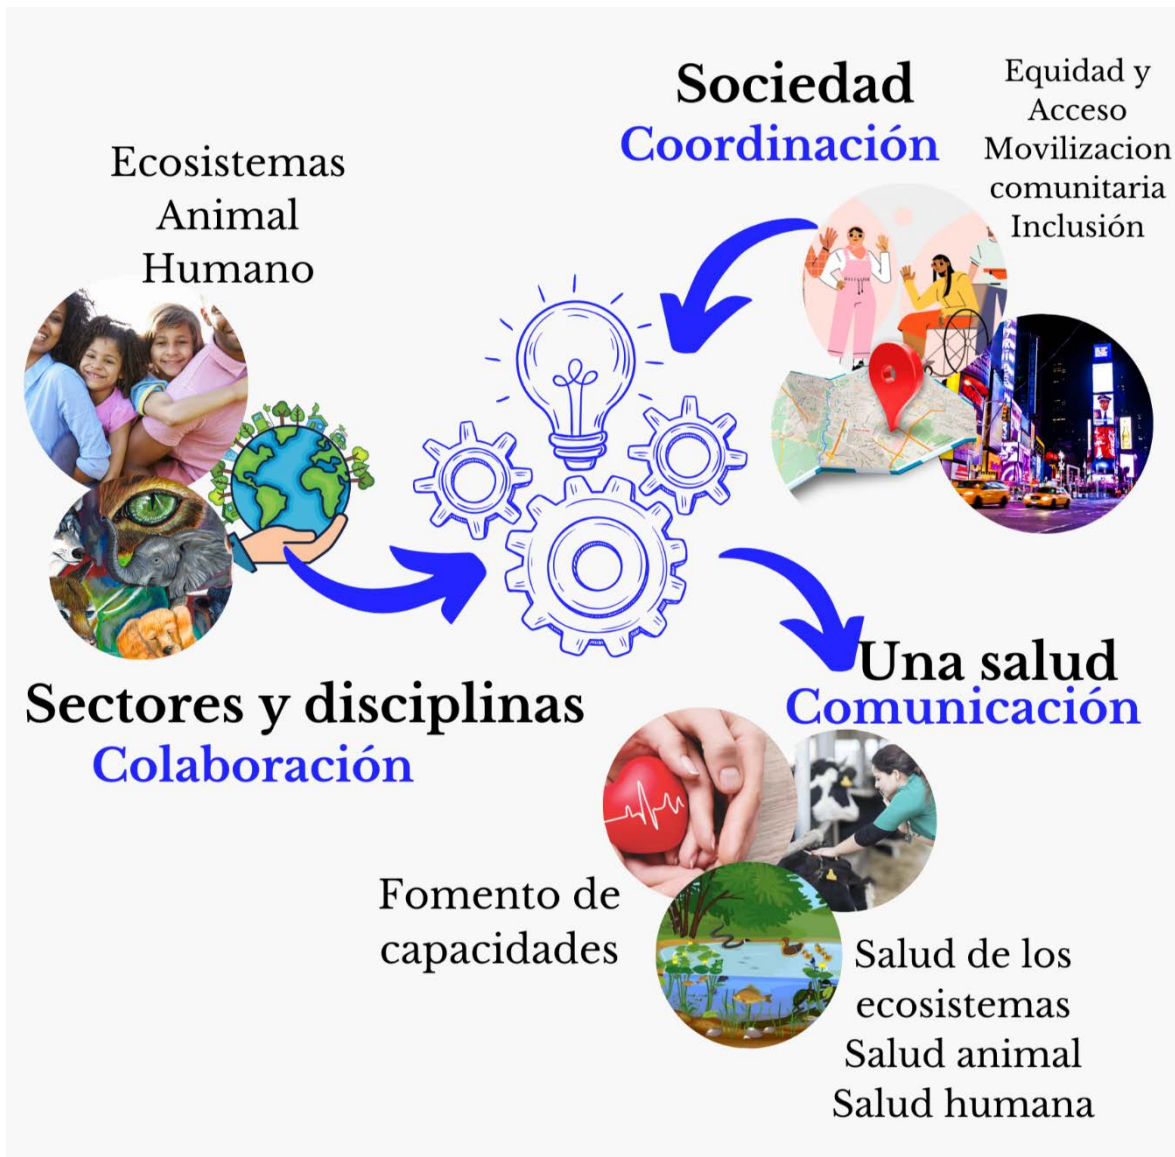 Sociedad
Coordinación
Equidad y
Acceso
Movilizacion
comunitaria
Inclusión
Ecosistemas
Animal
Humano
Sectores y disciplinas
Colaboración
Una salud
Comunicación
Fomento de
capacidades
Salud de los
ecosistemas
Salud animal
Salud humana